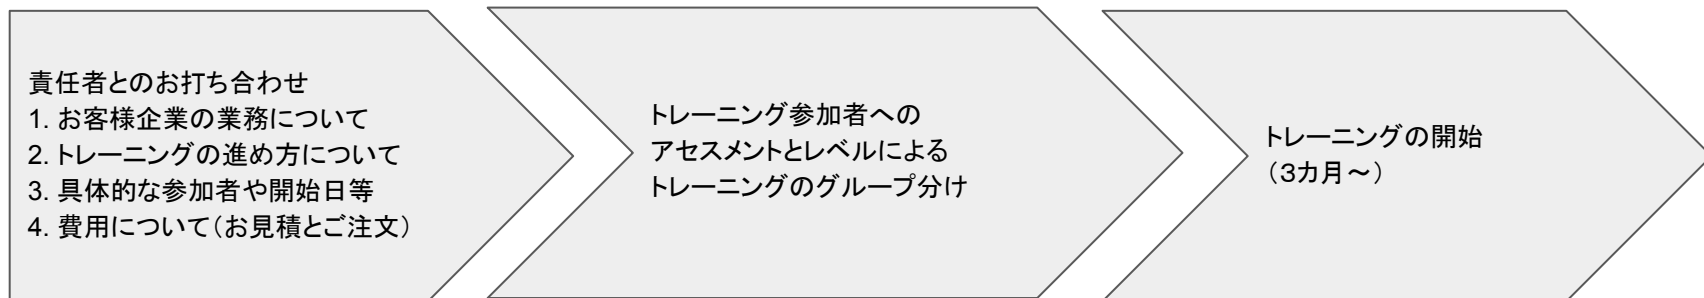 責任者とのお打ち合わせ
1. お客様企業の業務について
2. トレーニングの進め方について
3. 具体的な参加者や開始日等
4. 費用について（お見積とご注文）
トレーニング参加者への
アセスメントとレベルによる
トレーニングのグループ分け
トレーニングの開始
（３カ月～）